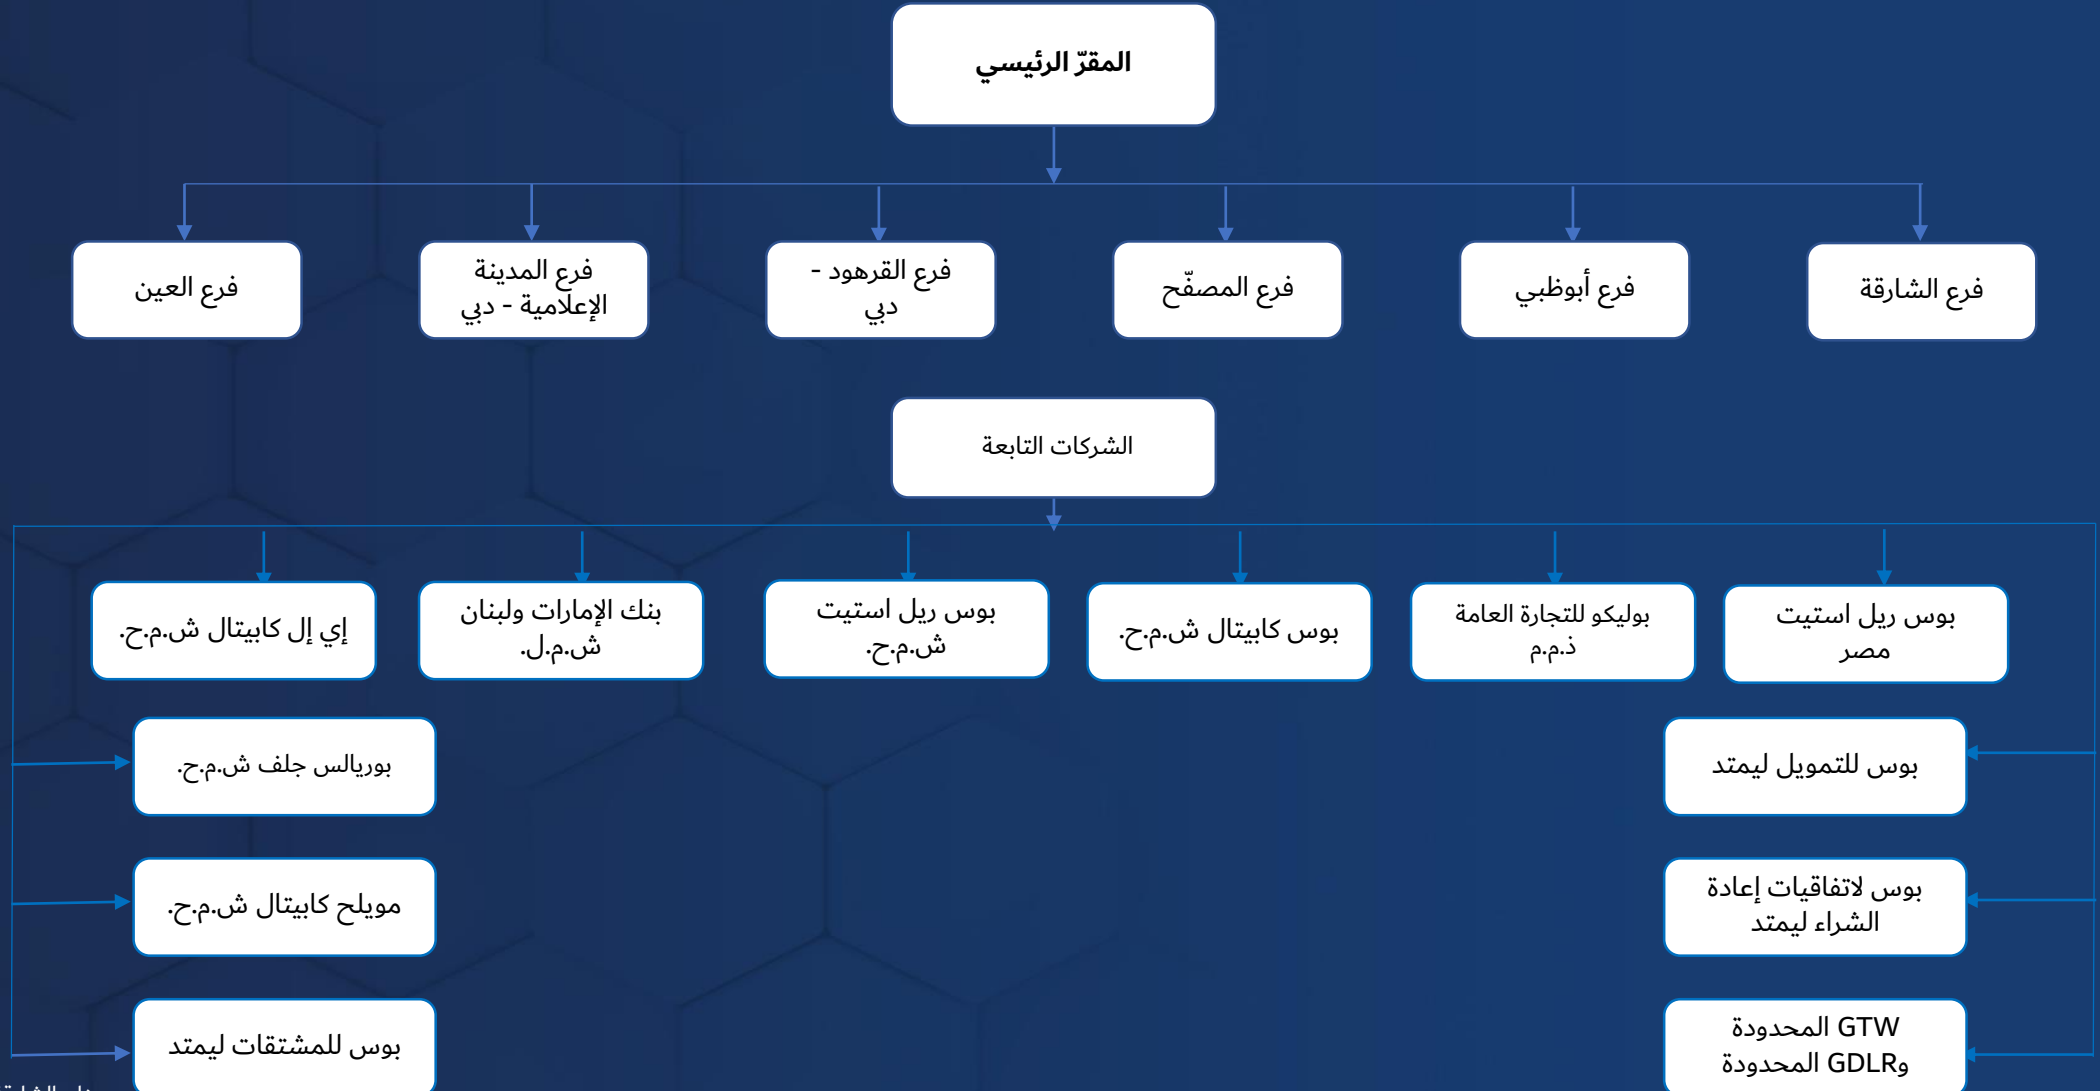 المقرّ الرئيسي
فرع الشارقة
فرع أبوظبي
فرع المصفّح
فرع القرهود -
دبي
فرع المدينة
الإعلامية - دبي
فرع العين
الشركات التابعة
بوس ريل استيت
مصر
بوليكو للتجارة العامة
ذ.م.م
بوس كابيتال ش.م.ح.
بوس ريل استيت
ش.م.ح.
بنك الإمارات ولبنان
ش.م.ل.
إي إل كابيتال ش.م.ح.
بوس للتمويل ليمتد
بوريالس جلف ش.م.ح.
بوس لاتفاقيات إعادة
الشراء ليمتد
مويلح كابيتال ش.م.ح.
GTW المحدودة
وGDLR المحدودة
بوس للمشتقات ليمتد